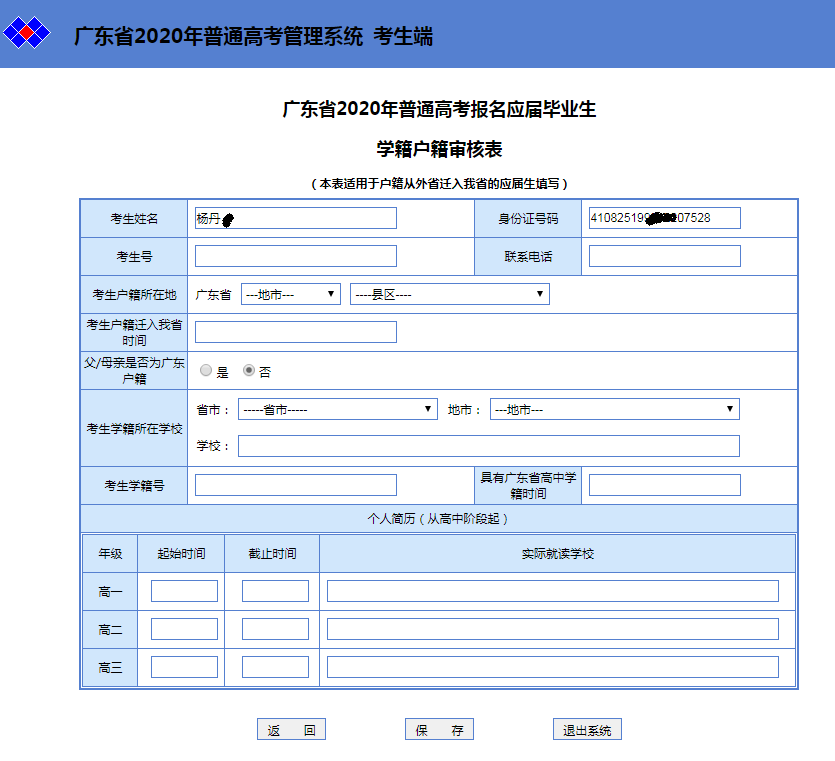 广东省2020年普通高考管理系统 考生端
广东省2020年普通高考报名应届毕业生
学籍户籍审核表
（本表适用于户籍从外省迁入我省的应届生填写）
考生姓名 杨丹 身份证号码 410825199 07528
考生号 联系电话
考生户籍所在地 广东省 ---地市--- ----县区----
考生户籍迁入我省
时间
父/母亲是否为广东
户籍
是 否
考生学籍所在学校
省市： -----省市----- 地市： ---地市---
学校：
考生学籍号
具有广东省高中学
籍时间
个人简历（从高中阶段起）
年级 起始时间 截止时间 实际就读学校
高一
高二
高三
返 回 保 存 退出系统